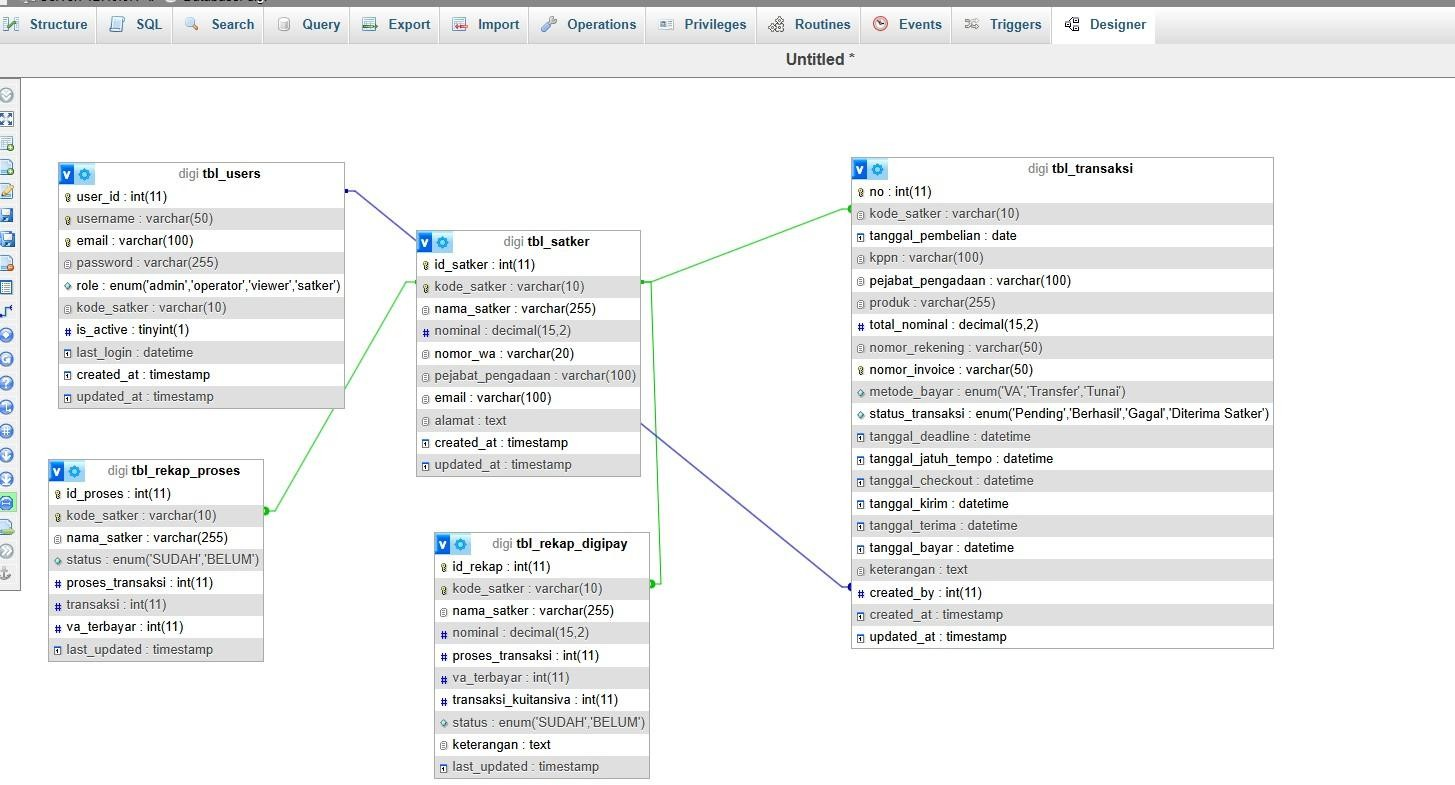 Structure SQL Search Query Export Import Operations Privileges Routines Events Triggers Designer
Untitled *
digi tbl_users
user_id : int(11)
username : varchar(50)
email : varchar(100)
password : varchar(255)
role : enum('admin','operator','viewer','satker')
kode_satker : varchar(10)
is_active : tinyint(1)
last_login : datetime
created_at : timestamp
updated_at : timestamp
digi tbl_satker
id_satker : int(11)
kode_satker : varchar(10)
nama_satker : varchar(255)
nominal : decimal(15,2)
nomor_wa : varchar(20)
pejabat_pengadaan : varchar(100)
email : varchar(100)
alamat : text
created_at : timestamp
updated_at : timestamp
digi tbl_transaksi
no : int(11)
kode_satker : varchar(10)
tanggal_pembelian : date
kppn : varchar(100)
pejabat_pengadaan : varchar(100)
produk : varchar(255)
total_nominal : decimal(15,2)
nomor_rekening : varchar(50)
nomor_invoice : varchar(50)
metode_bayar : enum('VA','Transfer','Tunai')
status_transaksi : enum('Pending','Berhasil','Gagal','Diterima Satker')
tanggal_deadline : datetime
tanggal_jatuh_tempo : datetime
tanggal_checkout : datetime
tanggal_kirim : datetime
tanggal_terima : datetime
tanggal_bayar : datetime
keterangan : text
created_by : int(11)
created_at : timestamp
updated_at : timestamp
digi tbl_rekap_proses
id_proses : int(11)
kode_satker : varchar(10)
nama_satker : varchar(255)
status : enum('SUDAH','BELUM')
proses_transaksi : int(11)
transaksi : int(11)
va_terbayar : int(11)
last_updated : timestamp
digi tbl_rekap_digipay
id_rekap : int(11)
kode_satker : varchar(10)
nama_satker : varchar(255)
nominal : decimal(15,2)
proses_transaksi : int(11)
va_terbayar : int(11)
transaksi_kuitansiva : int(11)
status : enum('SUDAH','BELUM')
keterangan : text
last_updated : timestamp